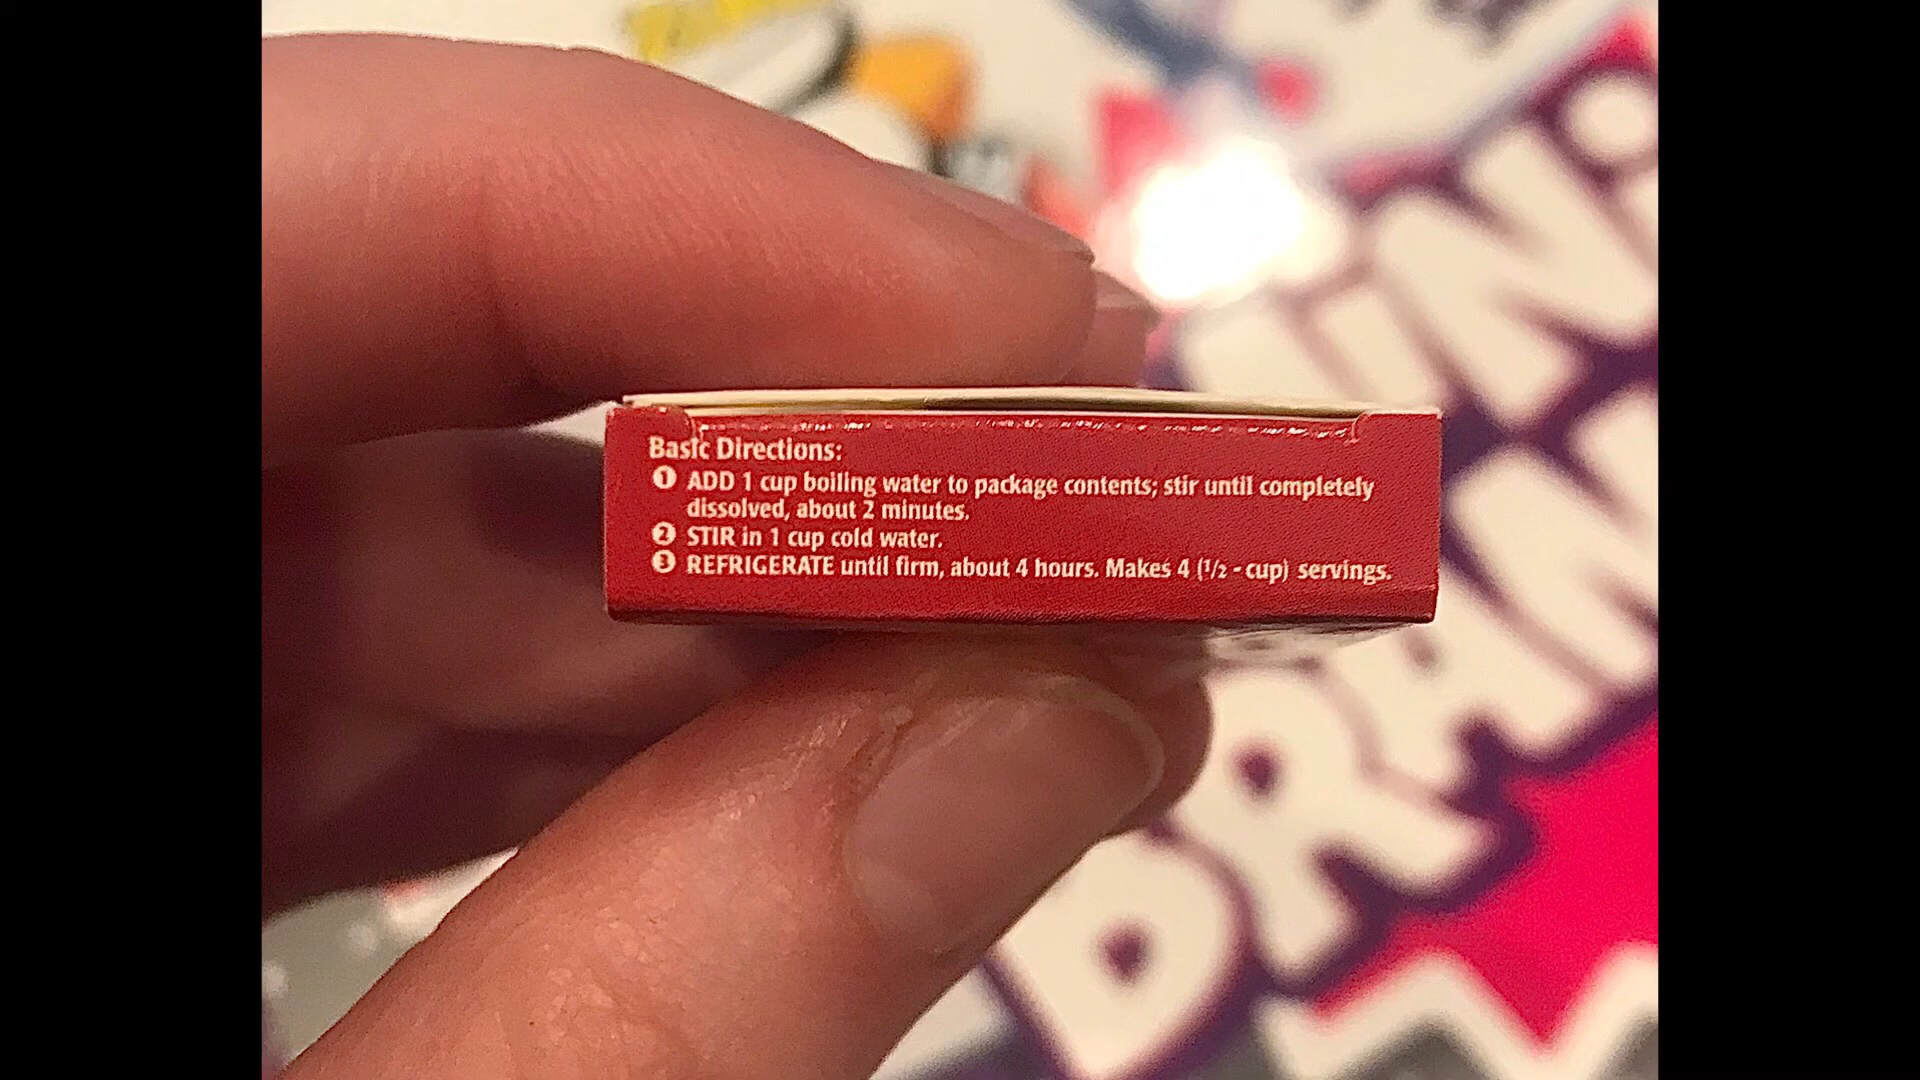 Basic Directions:
❶ ADD 1 cup boiling water to package contents; stir until completely
dissolved, about 2 minutes.
❷ STIR in 1 cup cold water.
❸ REFRIGERATE until firm, about 4 hours. Makes 4 (1/2 - cup) servings.